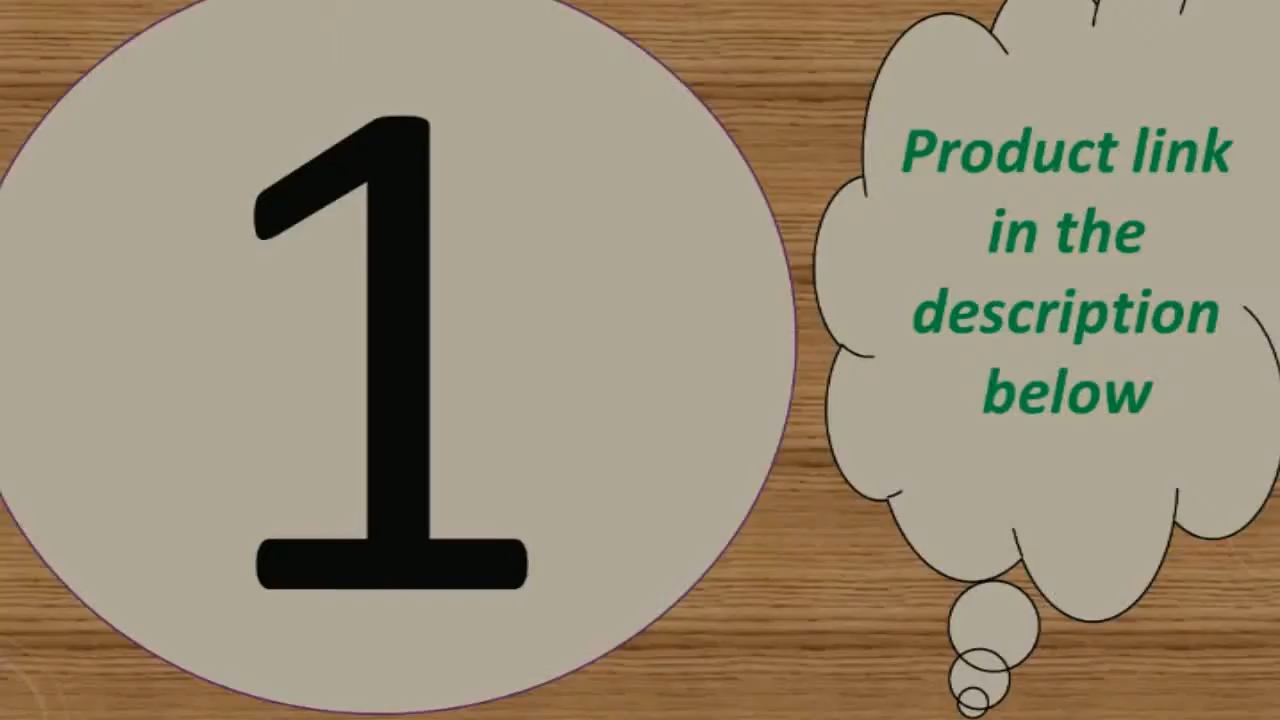 1
Product link
in the
description
below